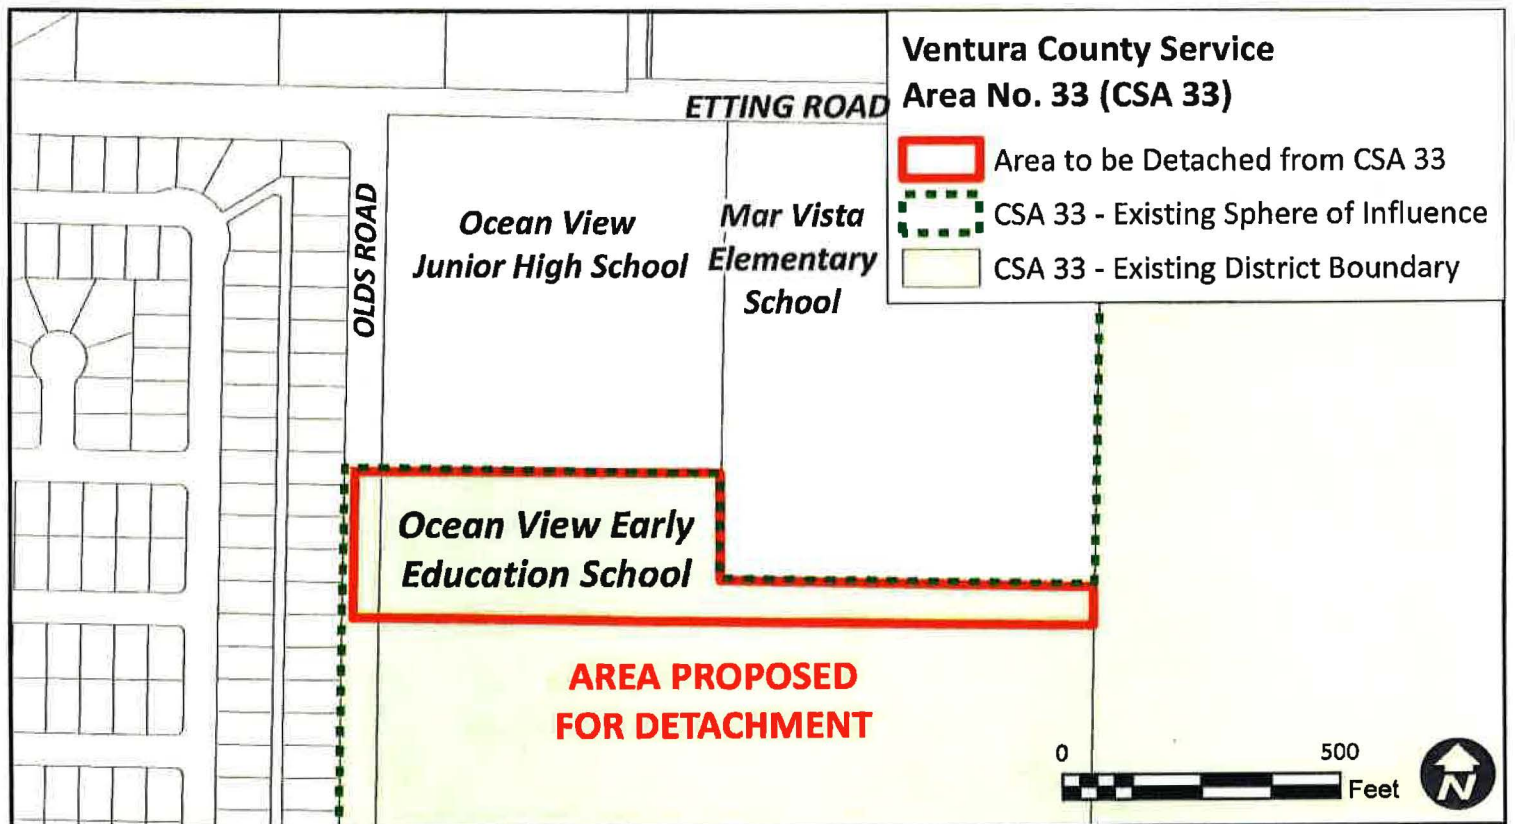 Ventura County Service
Area No. 33 (CSA 33)
Area to be Detached from CSA 33
CSA 33 - Existing Sphere of Influence
CSA 33 - Existing District Boundary
ETTING ROAD
OLDS ROAD
Ocean View
Junior High School
Mar Vista
Elementary
School
Ocean View Early
Education School
AREA PROPOSED
FOR DETACHMENT
0 500
Feet
N